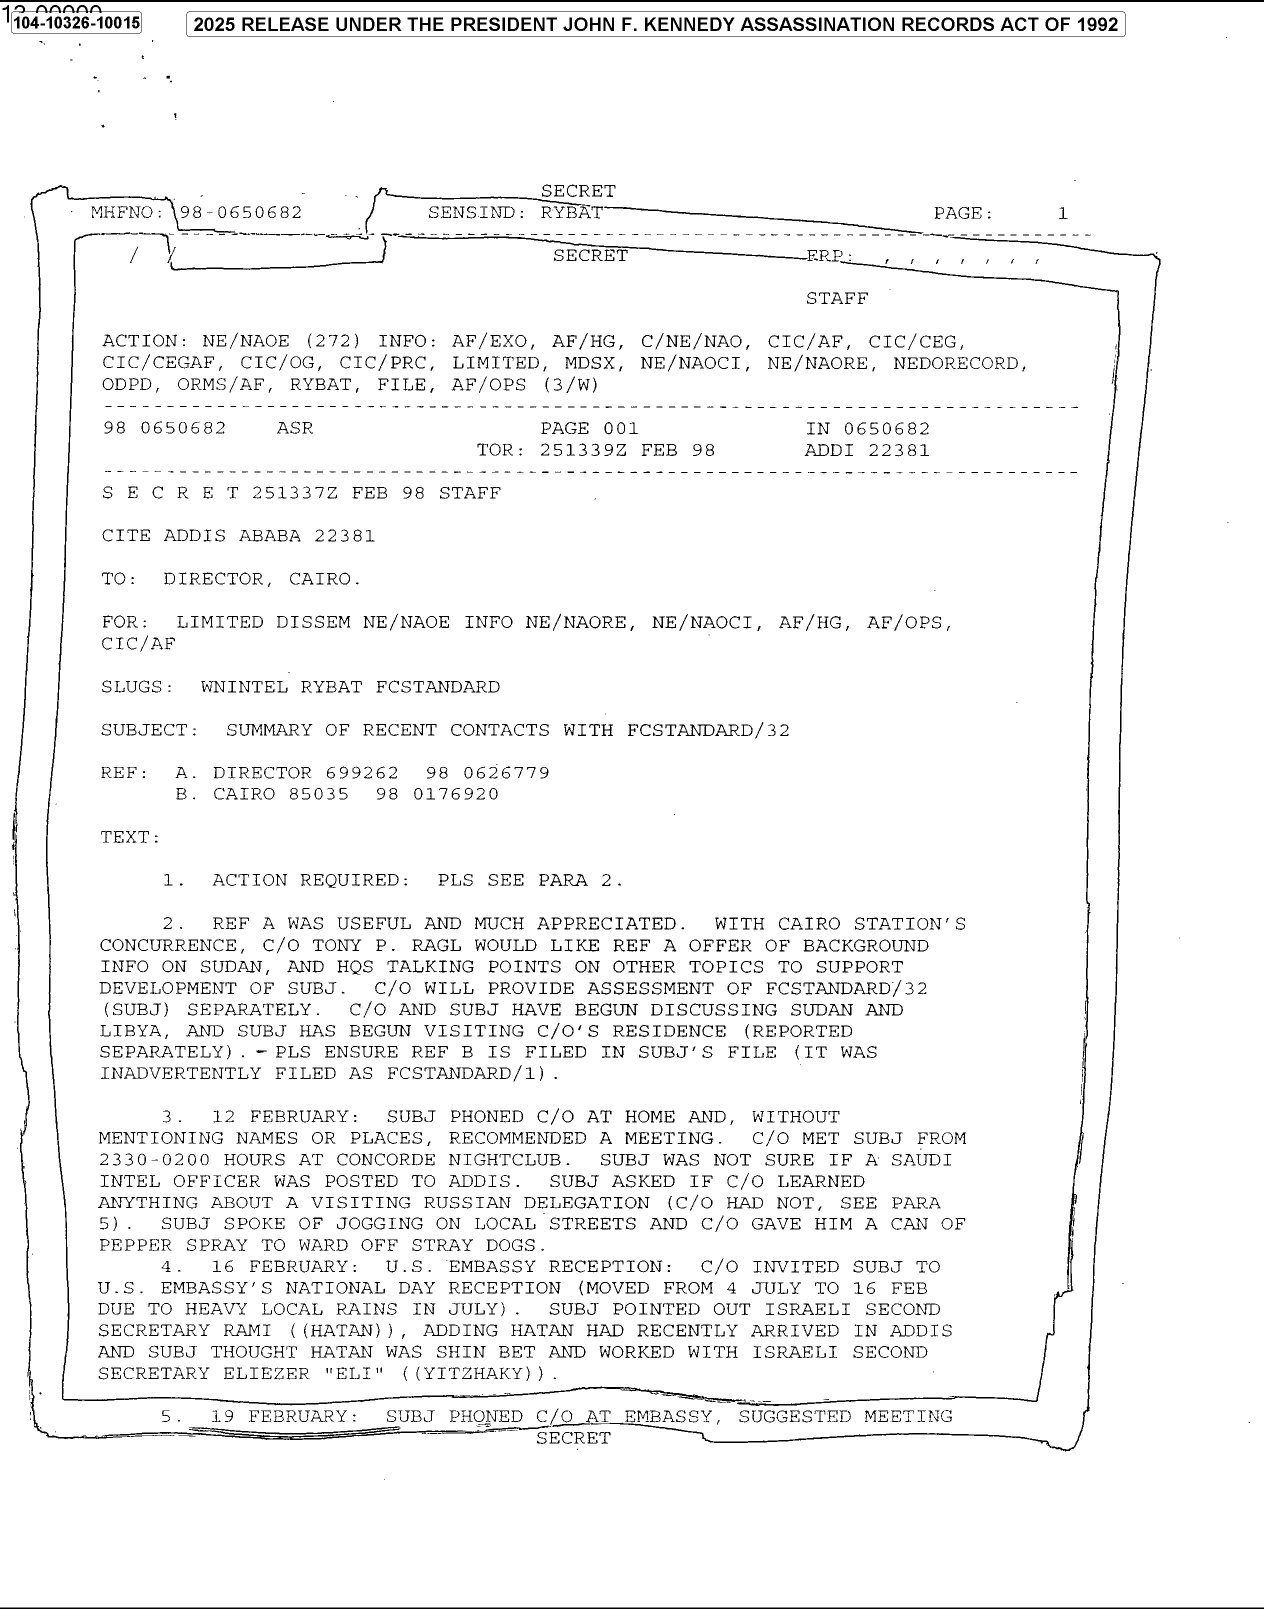 104-10326-10015
2025 RELEASE UNDER THE PRESIDENT JOHN F. KENNEDY ASSASSINATION RECORDS ACT OF 1992
SECRET
MHFNO: 98-0650682 SENSIND: RYBAT PAGE: 1
/ / SECRET FRP: , , , , , , ,
STAFF
ACTION: NE/NAOE (272) INFO: AF/EXO, AF/HG, C/NE/NAO, CIC/AF, CIC/CEG,
CIC/CEGAF, CIC/OG, CIC/PRC, LIMITED, MDSX, NE/NAOCI, NE/NAORE, NEDORECORD,
ODPD, ORMS/AF, RYBAT, FILE, AF/OPS (3/W)
98 0650682 ASR PAGE 001 IN 0650682
TOR: 251339Z FEB 98 ADDI 22381
S E C R E T 251337Z FEB 98 STAFF
CITE ADDIS ABABA 22381
TO: DIRECTOR, CAIRO.
FOR: LIMITED DISSEM NE/NAOE INFO NE/NAORE, NE/NAOCI, AF/HG, AF/OPS,
CIC/AF
SLUGS: WNINTEL RYBAT FCSTANDARD
SUBJECT: SUMMARY OF RECENT CONTACTS WITH FCSTANDARD/32
REF: A. DIRECTOR 699262 98 0626779
B. CAIRO 85035 98 0176920
TEXT:
1. ACTION REQUIRED: PLS SEE PARA 2.
2. REF A WAS USEFUL AND MUCH APPRECIATED. WITH CAIRO STATION'S
CONCURRENCE, C/O TONY P. RAGL WOULD LIKE REF A OFFER OF BACKGROUND
INFO ON SUDAN, AND HQS TALKING POINTS ON OTHER TOPICS TO SUPPORT
DEVELOPMENT OF SUBJ. C/O WILL PROVIDE ASSESSMENT OF FCSTANDARD/32
(SUBJ) SEPARATELY. C/O AND SUBJ HAVE BEGUN DISCUSSING SUDAN AND
LIBYA, AND SUBJ HAS BEGUN VISITING C/O'S RESIDENCE (REPORTED
SEPARATELY). - PLS ENSURE REF B IS FILED IN SUBJ'S FILE (IT WAS
INADVERTENTLY FILED AS FCSTANDARD/1).
3. 12 FEBRUARY: SUBJ PHONED C/O AT HOME AND, WITHOUT
MENTIONING NAMES OR PLACES, RECOMMENDED A MEETING. C/O MET SUBJ FROM
2330-0200 HOURS AT CONCORDE NIGHTCLUB. SUBJ WAS NOT SURE IF A SAUDI
INTEL OFFICER WAS POSTED TO ADDIS. SUBJ ASKED IF C/O LEARNED
ANYTHING ABOUT A VISITING RUSSIAN DELEGATION (C/O HAD NOT, SEE PARA
5). SUBJ SPOKE OF JOGGING ON LOCAL STREETS AND C/O GAVE HIM A CAN OF
PEPPER SPRAY TO WARD OFF STRAY DOGS.
4. 16 FEBRUARY: U.S. EMBASSY RECEPTION: C/O INVITED SUBJ TO
U.S. EMBASSY'S NATIONAL DAY RECEPTION (MOVED FROM 4 JULY TO 16 FEB
DUE TO HEAVY LOCAL RAINS IN JULY). SUBJ POINTED OUT ISRAELI SECOND
SECRETARY RAMI ((HATAN)), ADDING HATAN HAD RECENTLY ARRIVED IN ADDIS
AND SUBJ THOUGHT HATAN WAS SHIN BET AND WORKED WITH ISRAELI SECOND
SECRETARY ELIEZER "ELI" ((YITZHAKY)).
5. 19 FEBRUARY: SUBJ PHONED C/O AT EMBASSY, SUGGESTED MEETING
SECRET